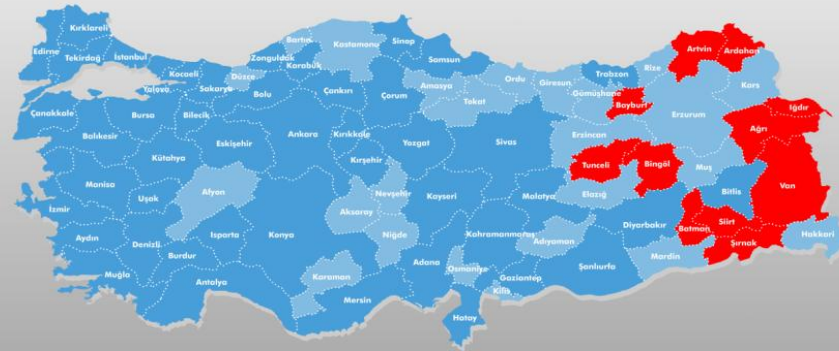 Kırklareli
Edirne
Tekirdağ
İstanbul
Kocaeli
Yalova
Sakarya
Düzce
Zonguldak
Bartın
Karabük
Kastamonu
Sinop
Samsun
Bolu
Çankırı
Çorum
Amasya
Tokat
Ordu
Giresun
Gümüşhane
Trabzon
Bayburt
Rize
Artvin
Ardahan
Kars
Erzurum
Iğdır
Ağrı
Çanakkale
Balıkesir
Bursa
Bilecik
Eskişehir
Kütahya
Ankara
Kırıkkale
Kırşehir
Yozgat
Sivas
Erzincan
Tunceli
Bingöl
Muş
Bitlis
Van
Manisa
İzmir
Uşak
Afyon
Aksaray
Nevşehir
Niğde
Kayseri
Malatya
Elazığ
Diyarbakır
Batman
Siirt
Şırnak
Hakkari
Aydın
Denizli
Isparta
Burdur
Konya
Karaman
Muğla
Antalya
Mersin
Adana
Osmaniye
Kahramanmaraş
Adıyaman
Gaziantep
Kilis
Şanlıurfa
Mardin
Hatay